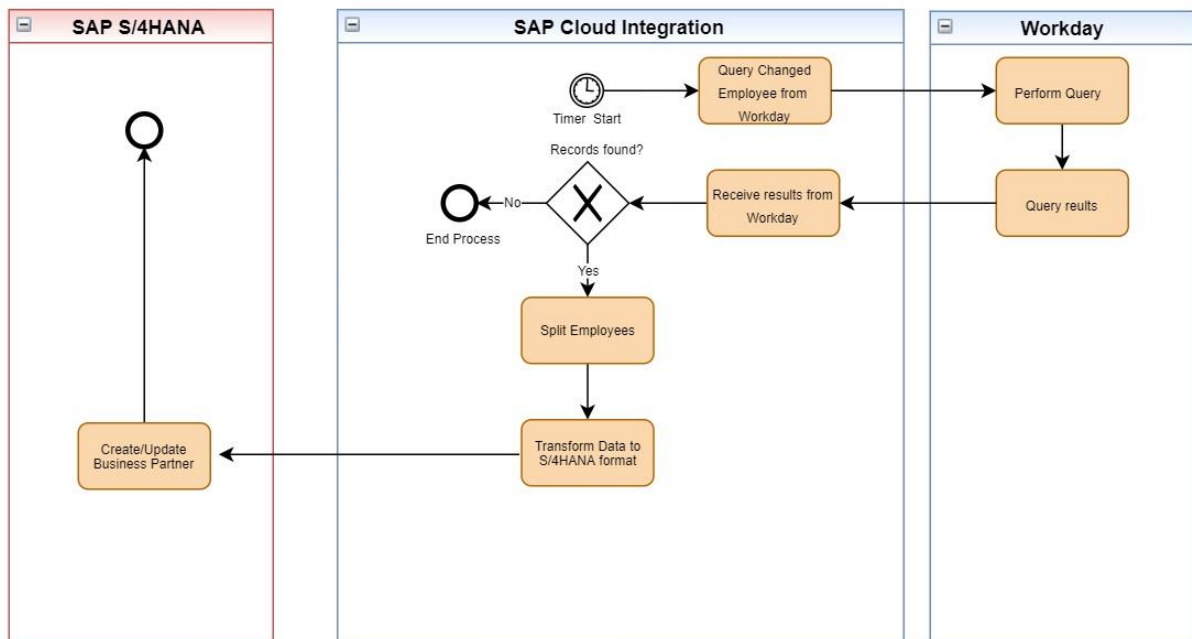 SAP S/4HANA
SAP Cloud Integration
Workday
Query Changed
Employee from
Workday
Perform Query
Timer Start
Records found?
Receive results from
Workday
Query reults
No
End Process
Yes
Split Employees
Transform Data to
S/4HANA format
Create/Update
Business Partner